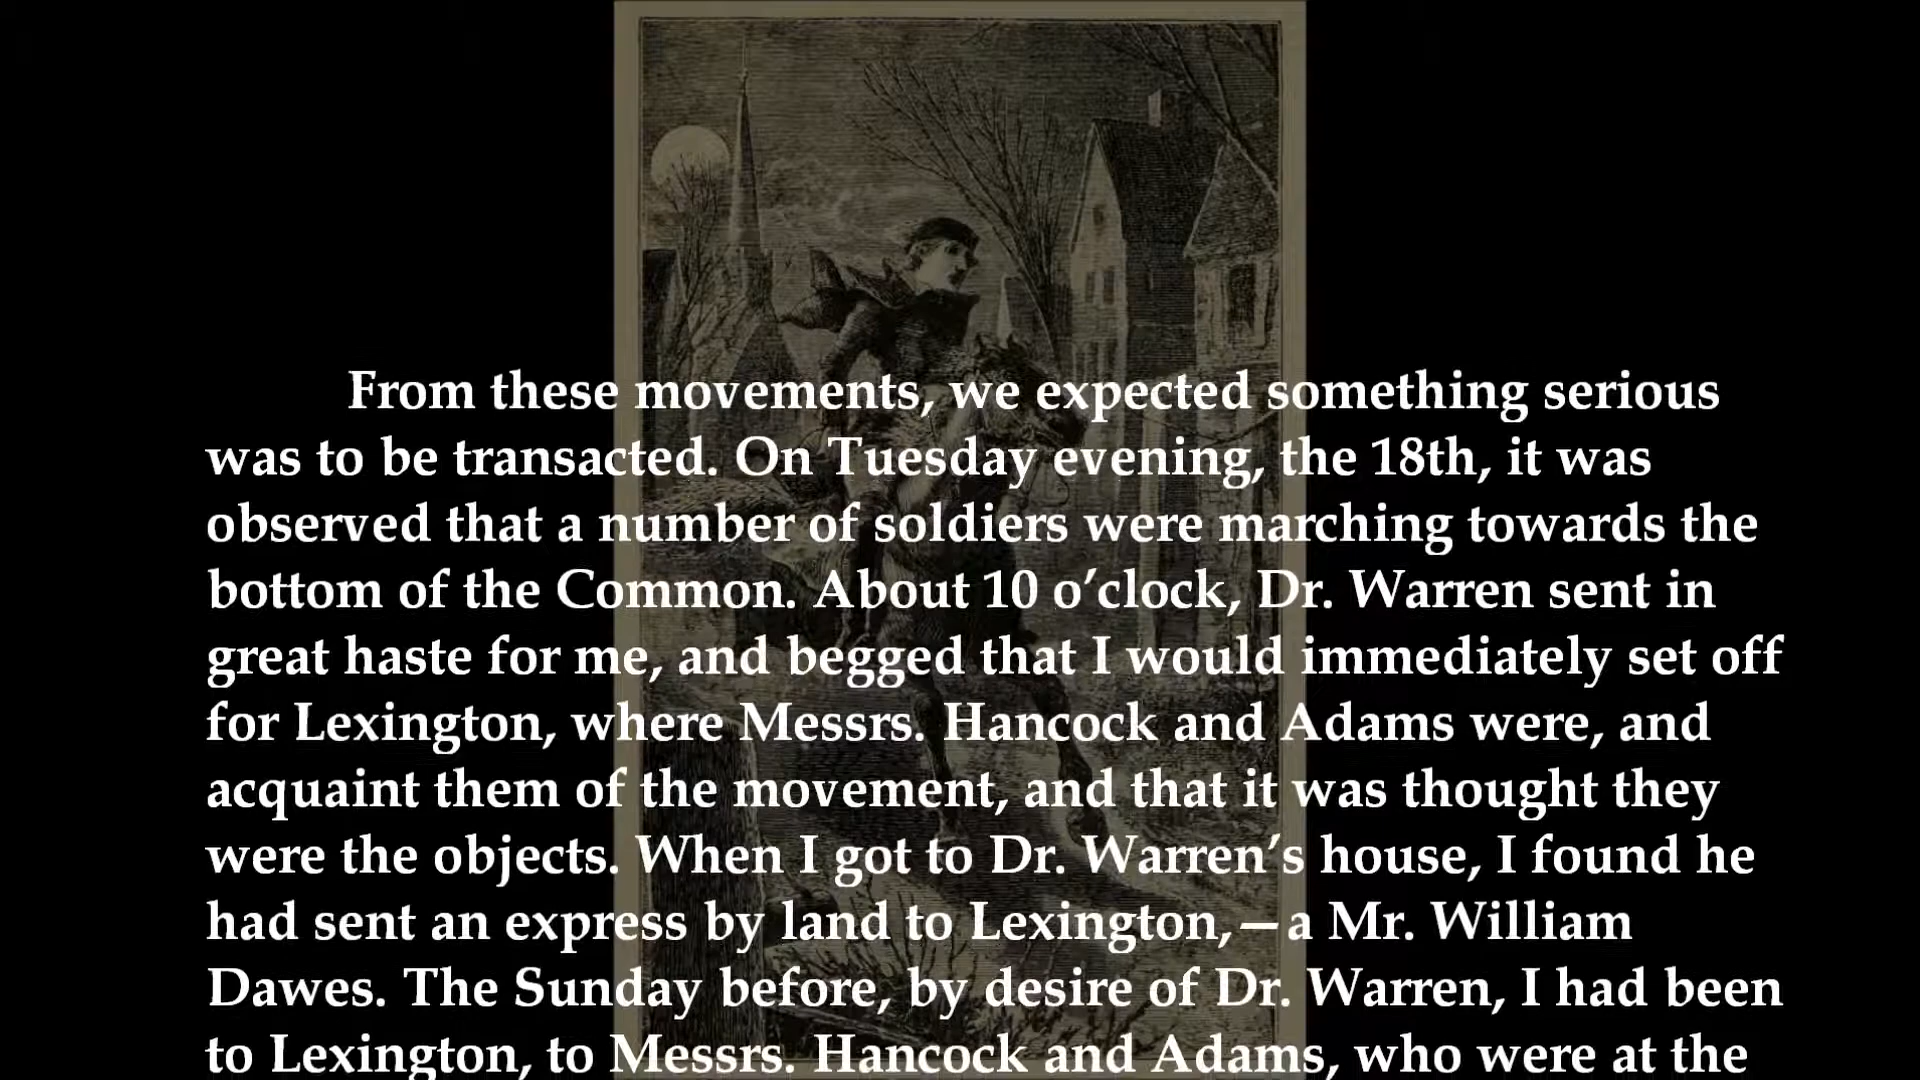 From these movements, we expected something serious
was to be transacted. On Tuesday evening, the 18th, it was
observed that a number of soldiers were marching towards the
bottom of the Common. About 10 o’clock, Dr. Warren sent in
great haste for me, and begged that I would immediately set off
for Lexington, where Messrs. Hancock and Adams were, and
acquaint them of the movement, and that it was thought they
were the objects. When I got to Dr. Warren’s house, I found he
had sent an express by land to Lexington,—a Mr. William
Dawes. The Sunday before, by desire of Dr. Warren, I had been
to Lexington, to Messrs. Hancock and Adams, who were at the